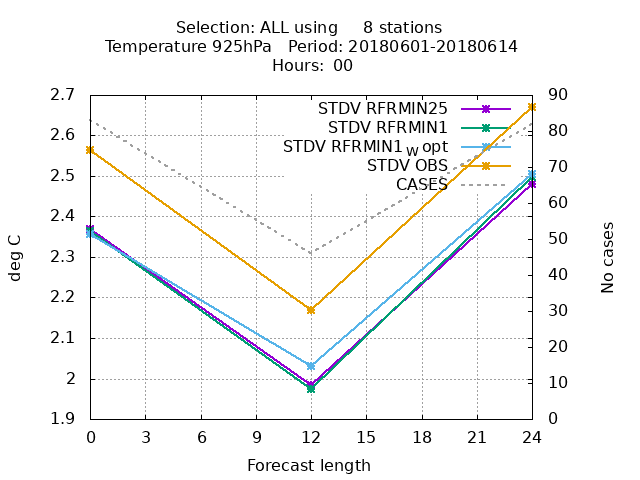 Selection: ALL using     8 stations
Temperature 925hPa   Period: 20180601-20180614
Hours:  00
2.7
2.6
2.5
2.4
2.3
2.2
2.1
2
1.9
deg C
90
80
70
60
50
40
30
20
10
0
No cases
STDV RFRMIN25
STDV RFRMIN1
STDV RFRMIN1wopt
STDV OBS
CASES
0 3 6 9 12 15 18 21 24
Forecast length